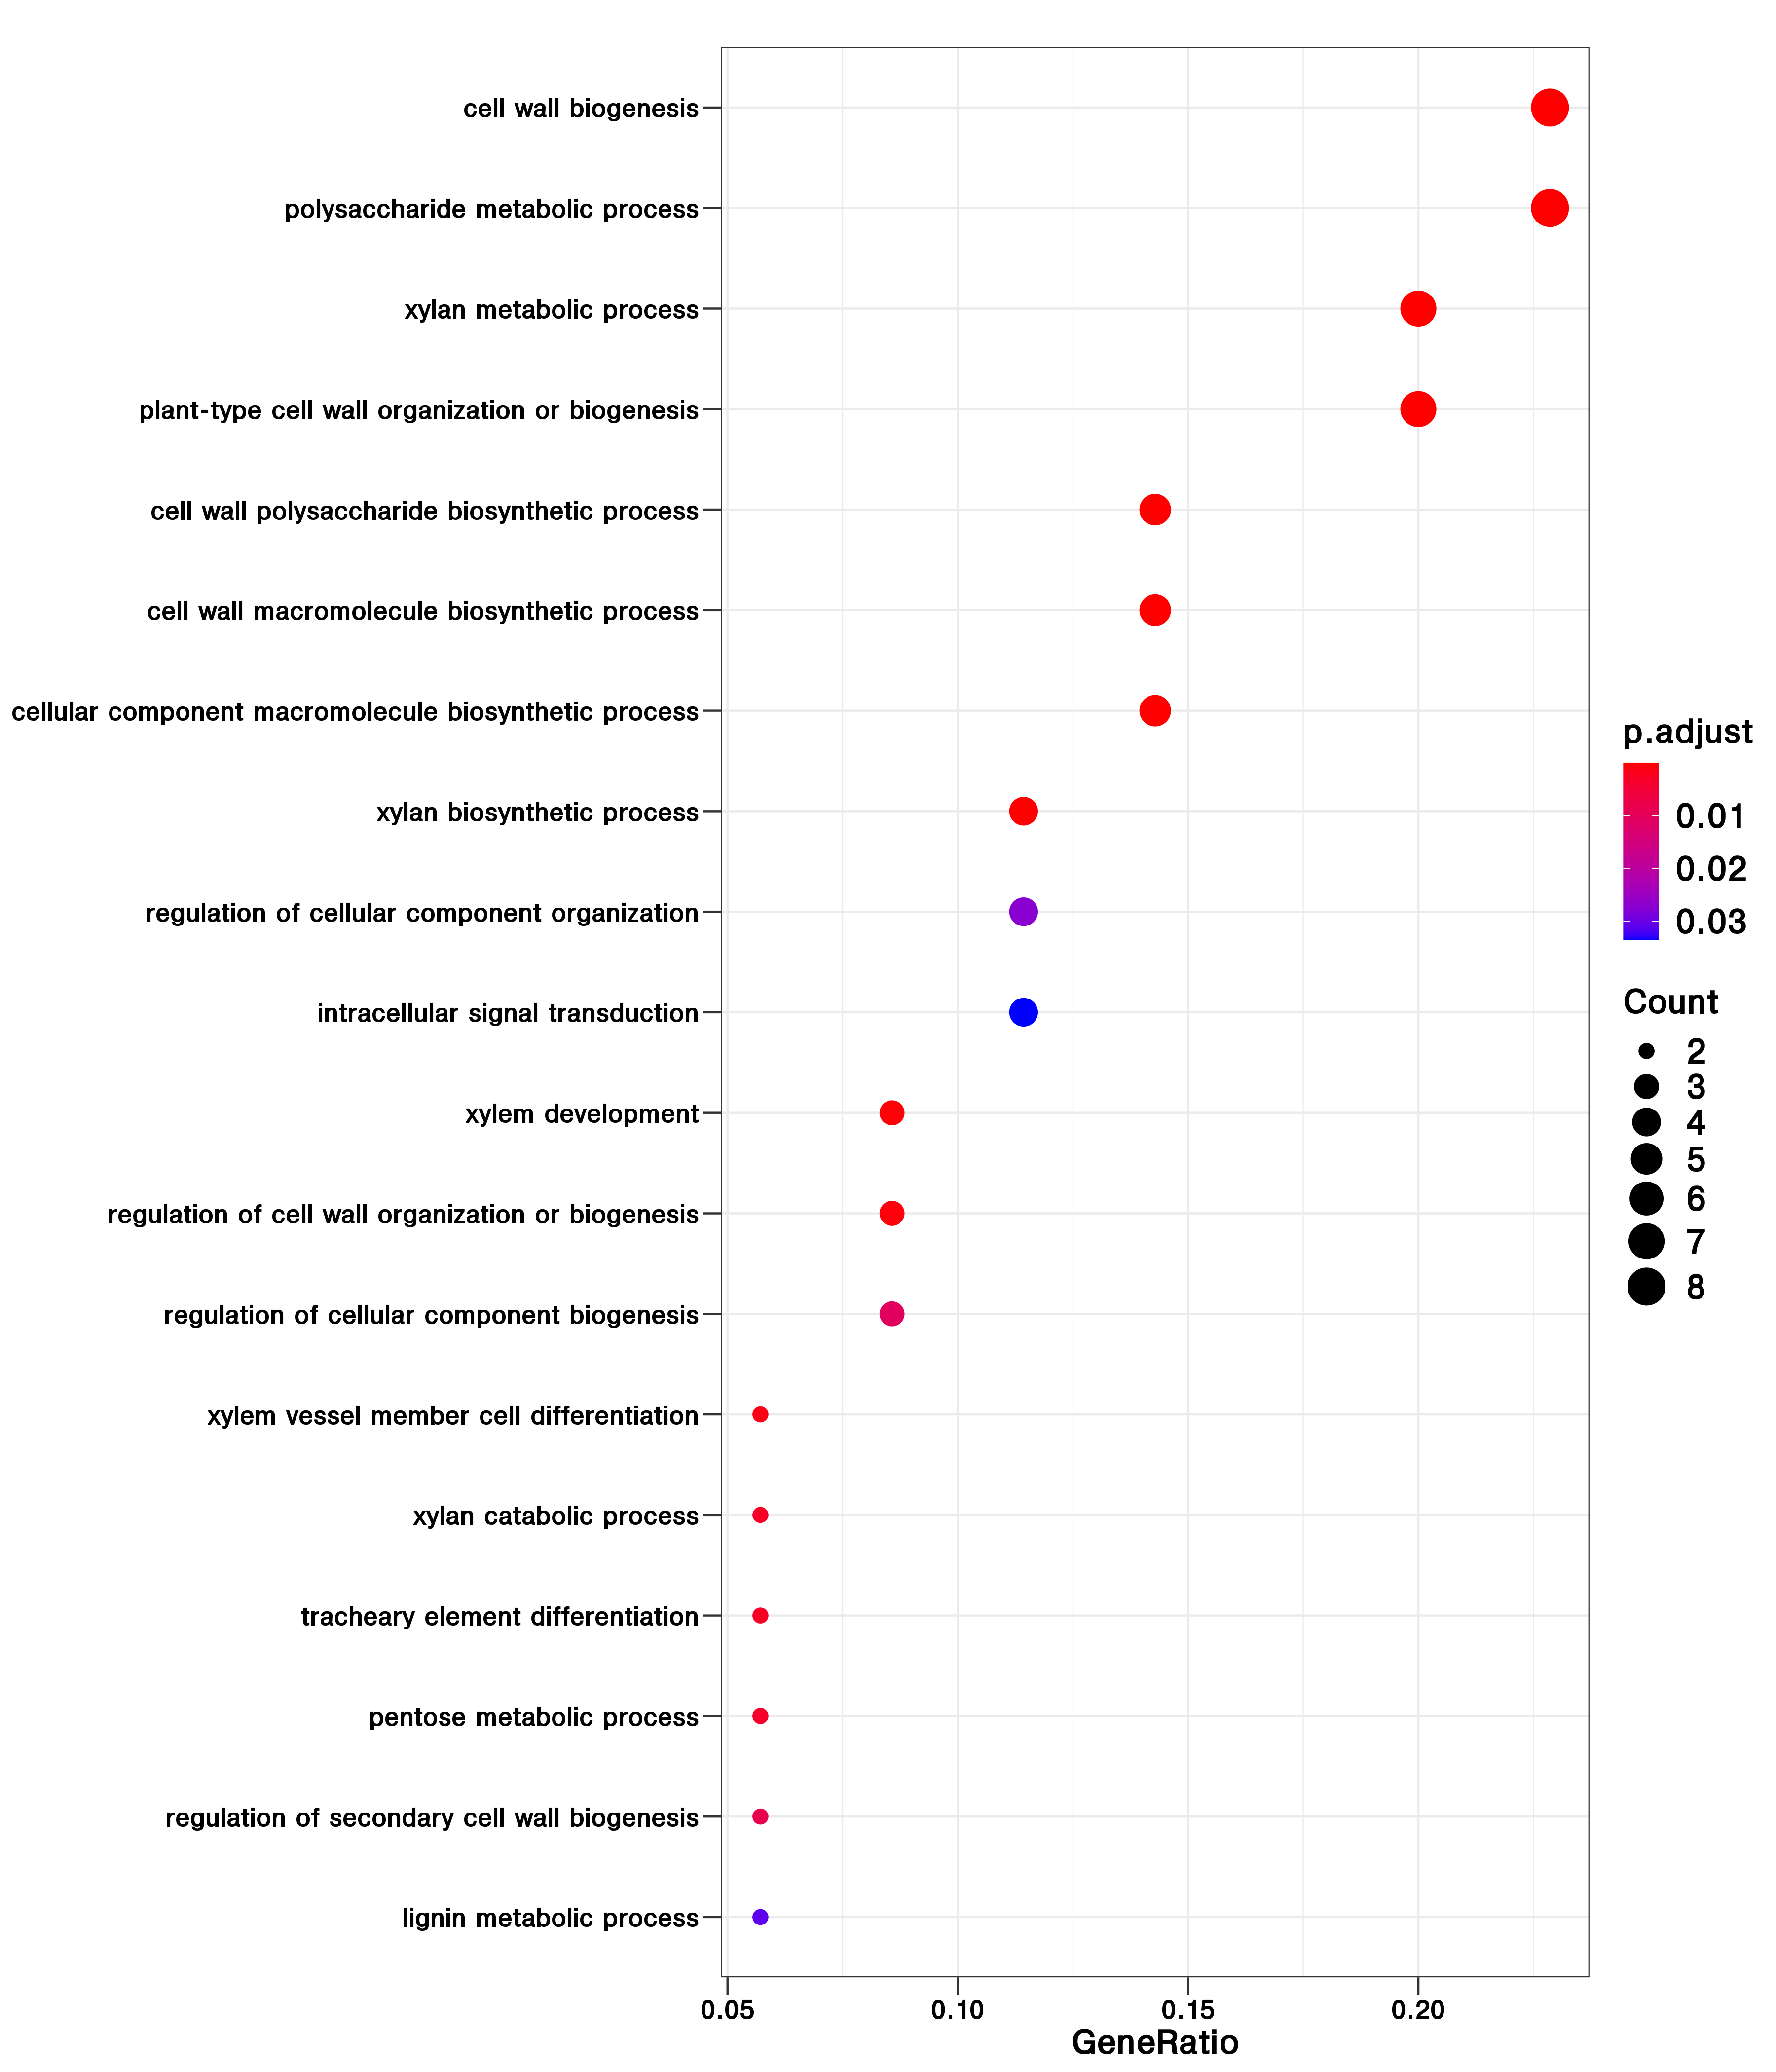 cell wall biogenesis
polysaccharide metabolic process
xylan metabolic process
plant-type cell wall organization or biogenesis
cell wall polysaccharide biosynthetic process
cell wall macromolecule biosynthetic process
cellular component macromolecule biosynthetic process
xylan biosynthetic process
regulation of cellular component organization
intracellular signal transduction
xylem development
regulation of cell wall organization or biogenesis
regulation of cellular component biogenesis
xylem vessel member cell differentiation
xylan catabolic process
tracheary element differentiation
pentose metabolic process
regulation of secondary cell wall biogenesis
lignin metabolic process
0.05 0.10 0.15 0.20
GeneRatio
p.adjust
0.01
0.02
0.03
Count
2
3
4
5
6
7
8